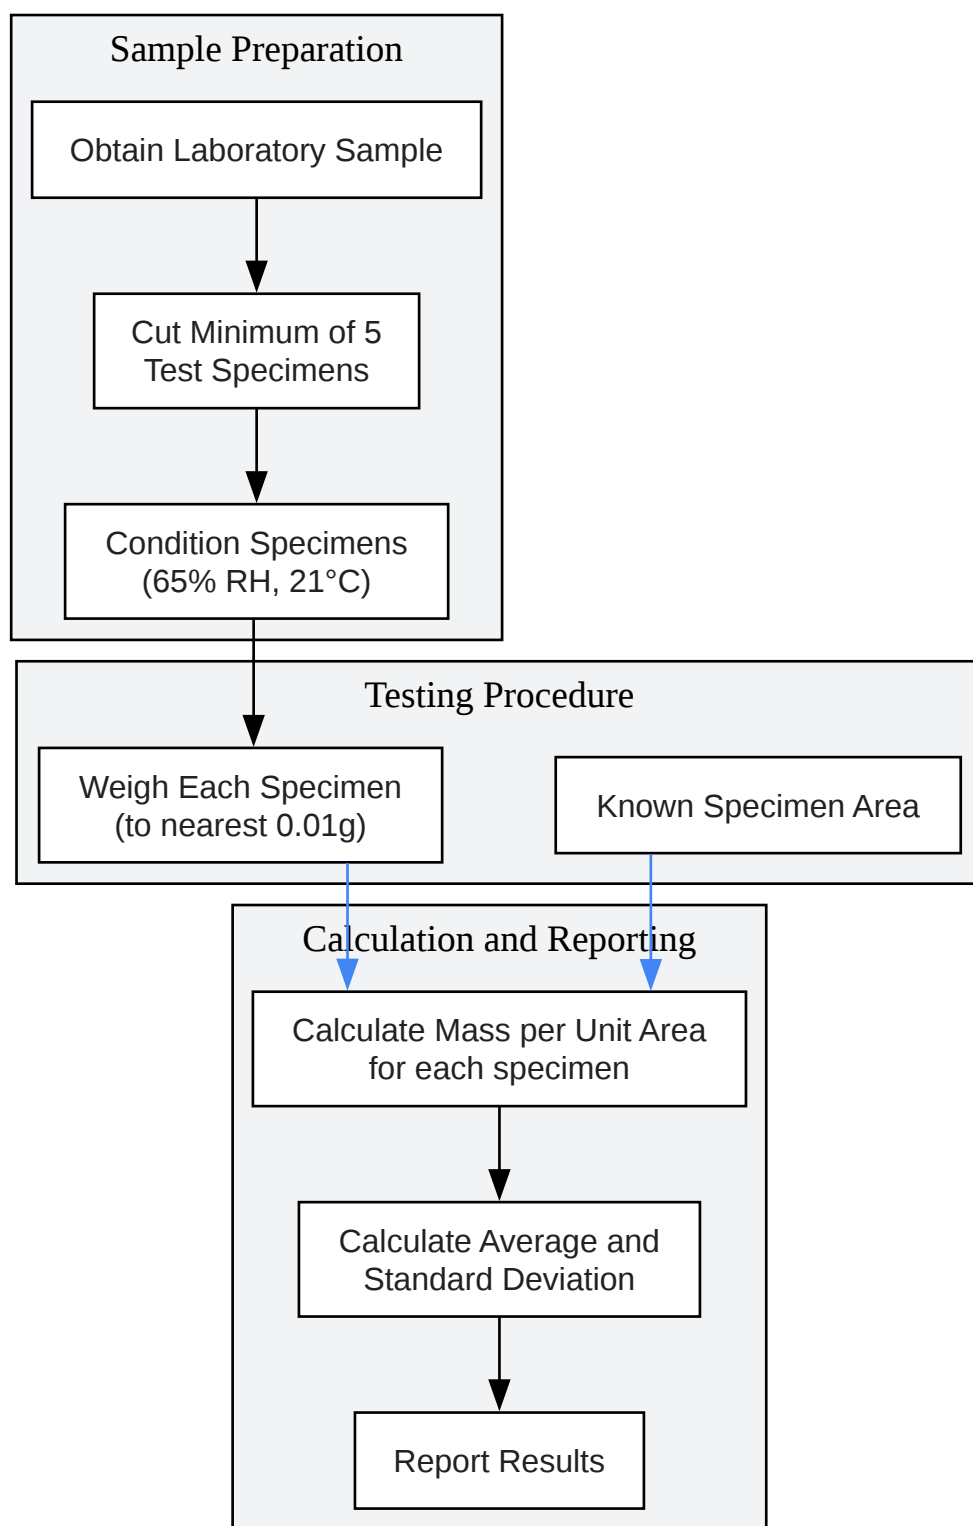 Sample Preparation
Obtain Laboratory Sample
Cut Minimum of 5
Test Specimens
Condition Specimens
(65% RH, 21°C)
Testing Procedure
Weigh Each Specimen
(to nearest 0.01g)
Known Specimen Area
Calculation and Reporting
Calculate Mass per Unit Area
for each specimen
Calculate Average and
Standard Deviation
Report Results